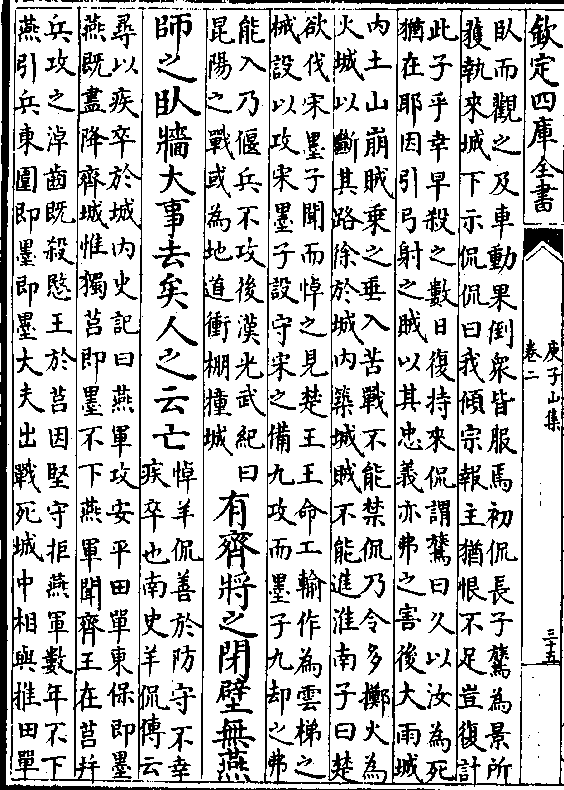 欽定四庫全書
庾子山集
卷二
三十五
臥而觀之及車動果倒衆皆服焉初侃長子鷟為景所
獲執來城下示侃侃曰我傾宗報主猶恨不足豈復計
此子乎幸早殺之數日復持來侃謂鷟曰久以汝為死
猶在耶因引弓射之賊以其忠義亦弗之害後大雨城
内土山崩賊乘之垂入苦戰不能禁侃乃令多擲火為
火城以斷其路徐於城内築城賊不能進淮南子曰楚
欲伐宋墨子聞而悼之見楚王王命工輸作為雲梯之
械設以攻宋墨子設守宋之備九攻而墨子九却之弗
能入乃偃兵不攻後漢光武紀曰
昆陽之戰或為地道衝棚撞城
有齊將之閉壁無燕
師之臥牆大事去矣人之云亡
悼羊侃善於防守不幸
疾卒也南史羊侃傳云
尋以疾卒於城内史記曰燕軍攻安平田單東保即墨
燕既盡降齊城惟獨莒即墨不下燕軍聞齊王在莒幷
兵攻之淖齒既殺愍王於莒因堅守拒燕軍數年不下
燕引兵東圍即墨即墨大夫出戰死城中相與推田單